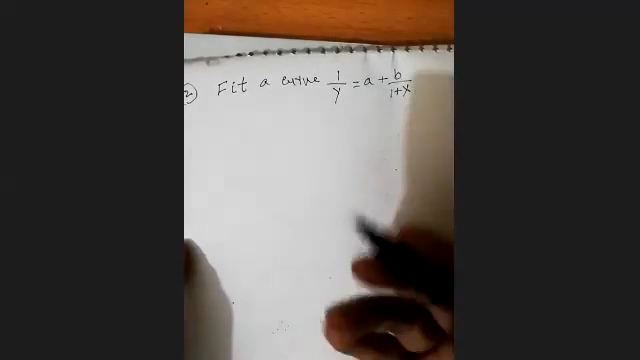 (2) Fit a curve 1/y = a + b/(1+x)